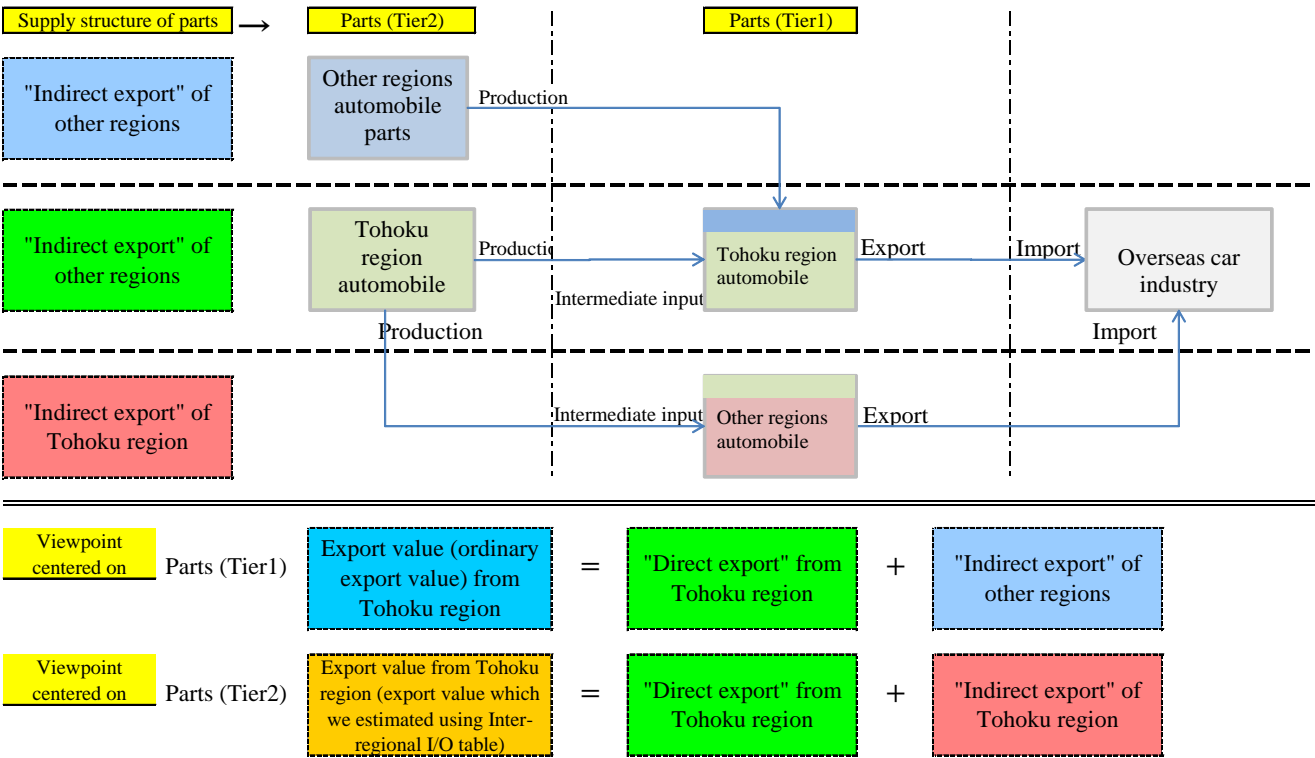 Supply structure of parts → Parts (Tier2) Parts (Tier1)
"Indirect export" of
other regions
Other regions
automobile
parts
Production
"Indirect export" of
other regions
Tohoku
region
automobile
Productic
Intermediate input
Production
Tohoku region
automobile
Export
Import
Overseas car
industry
Import
"Indirect export" of
Tohoku region
Intermediate input
Other regions
automobile
Export
Viewpoint
centered on
Parts (Tier1)
Export value (ordinary
export value) from
Tohoku region
=
"Direct export" from
Tohoku region
+
"Indirect export" of
other regions
Viewpoint
centered on
Parts (Tier2)
Export value from Tohoku
region (export value which
we estimated using Inter-
regional I/O table)
=
"Direct export" from
Tohoku region
+
"Indirect export" of
Tohoku region